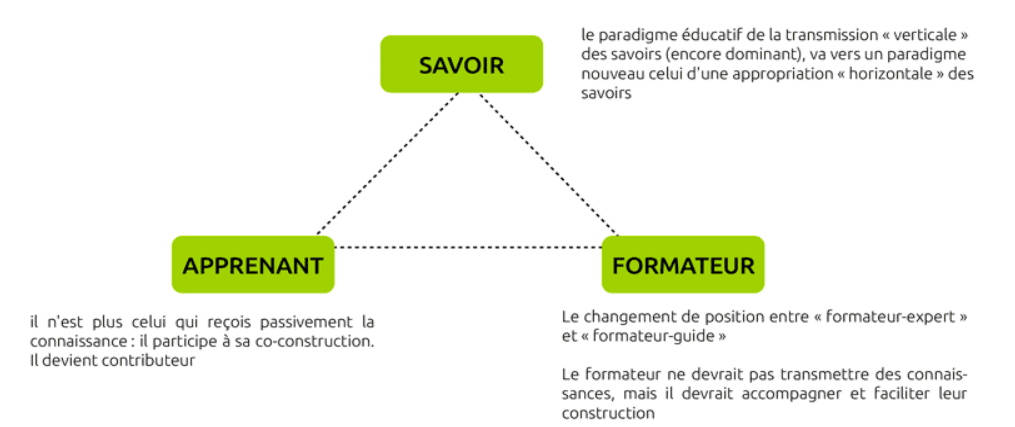 SAVOIR
le paradigme éducatif de la transmission « verticale »
des savoirs (encore dominant), va vers un paradigme
nouveau celui d'une appropriation « horizontale » des
savoirs
APPRENANT
FORMATEUR
il n'est plus celui qui reçois passivement la
connaissance : il participe à sa co-construction.
Il devient contributeur
Le changement de position entre « formateur-expert »
et « formateur-guide »
Le formateur ne devrait pas transmettre des connais-
sances, mais il devrait accompagner et faciliter leur
construction